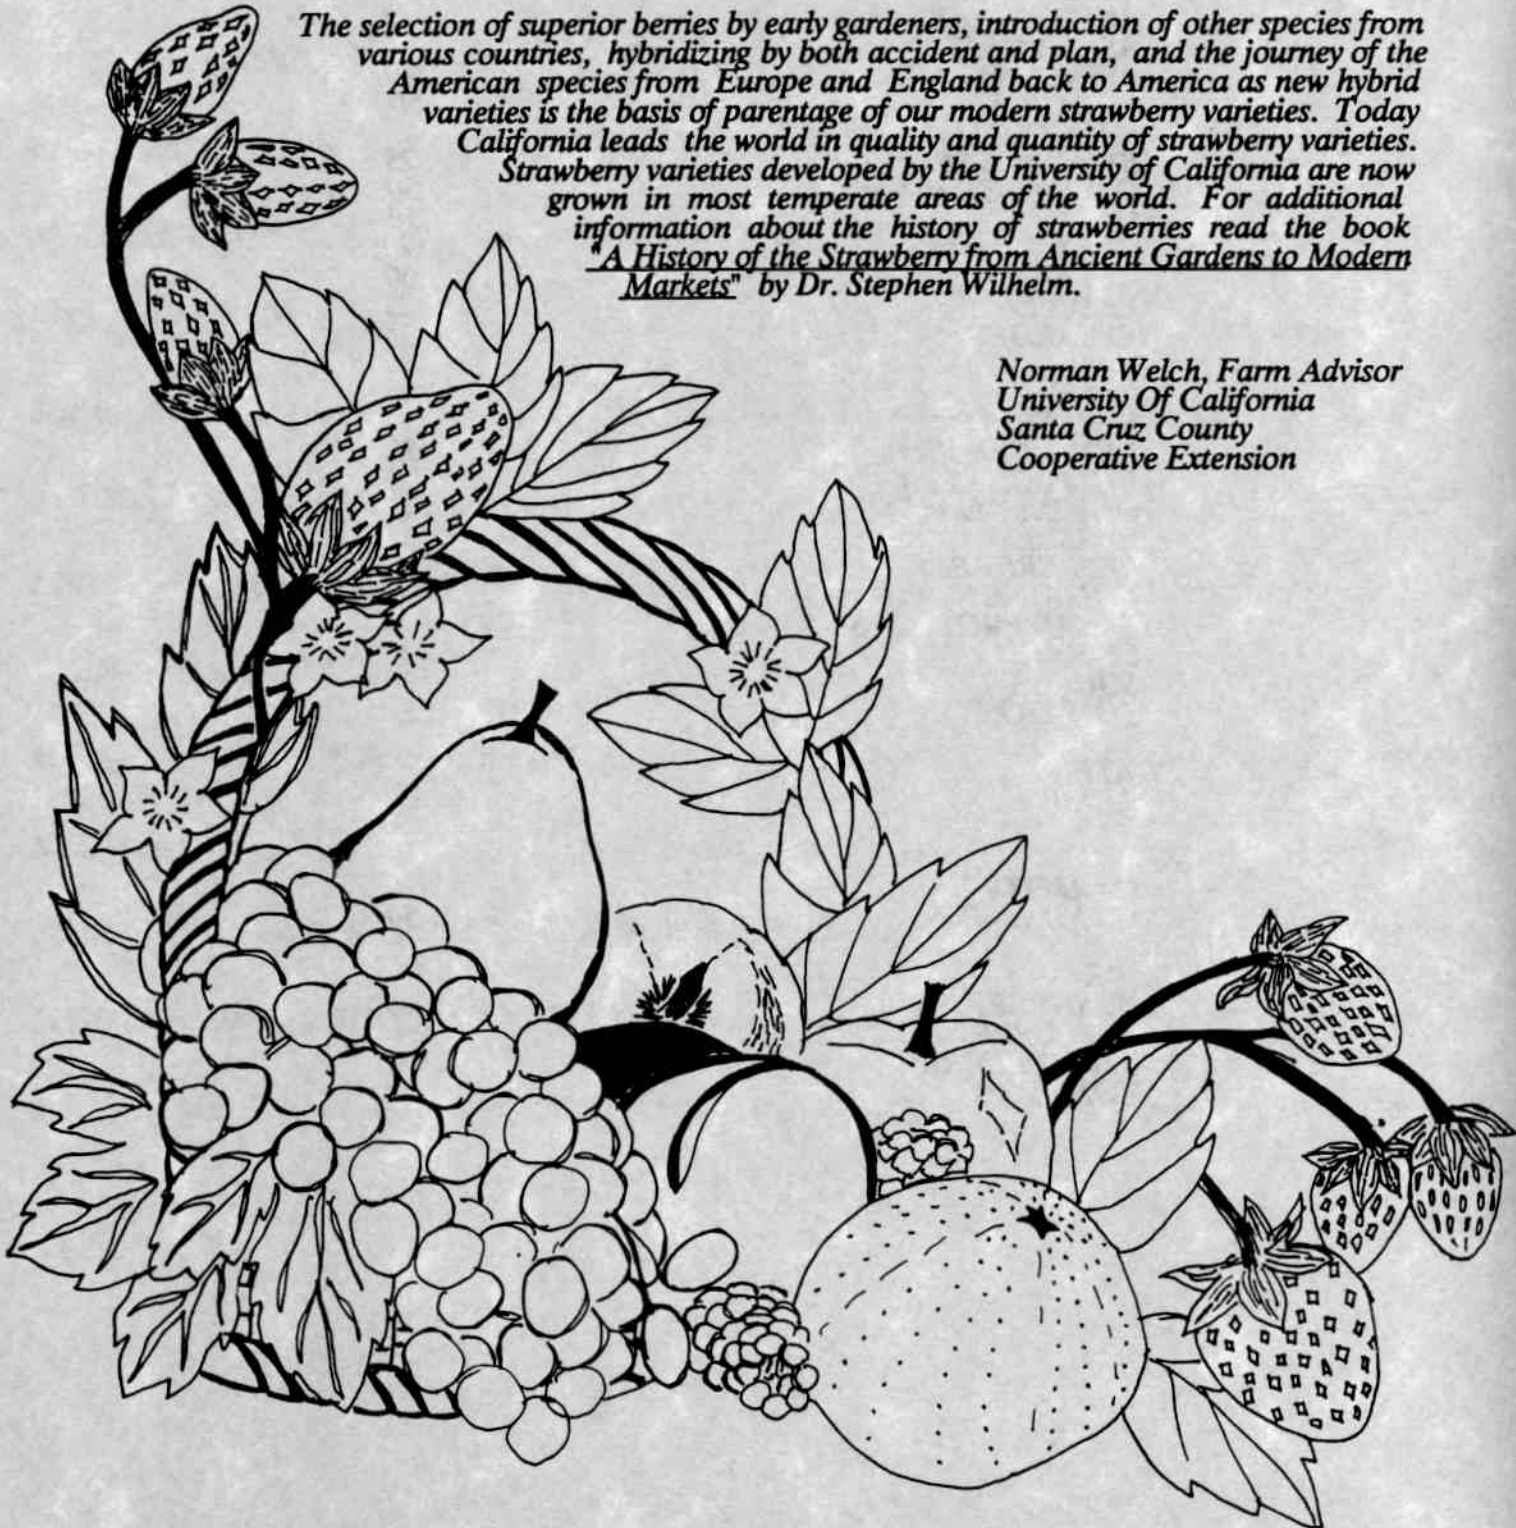 The selection of superior berries by early gardeners, introduction of other species from
various countries, hybridizing by both accident and plan, and the journey of the
American species from Europe and England back to America as new hybrid
varieties is the basis of parentage of our modern strawberry varieties. Today
California leads the world in quality and quantity of strawberry varieties.
Strawberry varieties developed by the University of California are now
grown in most temperate areas of the world. For additional
information about the history of strawberries read the book
"A History of the Strawberry from Ancient Gardens to Modern
Markets" by Dr. Stephen Wilhelm.
Norman Welch, Farm Advisor
University Of California
Santa Cruz County
Cooperative Extension